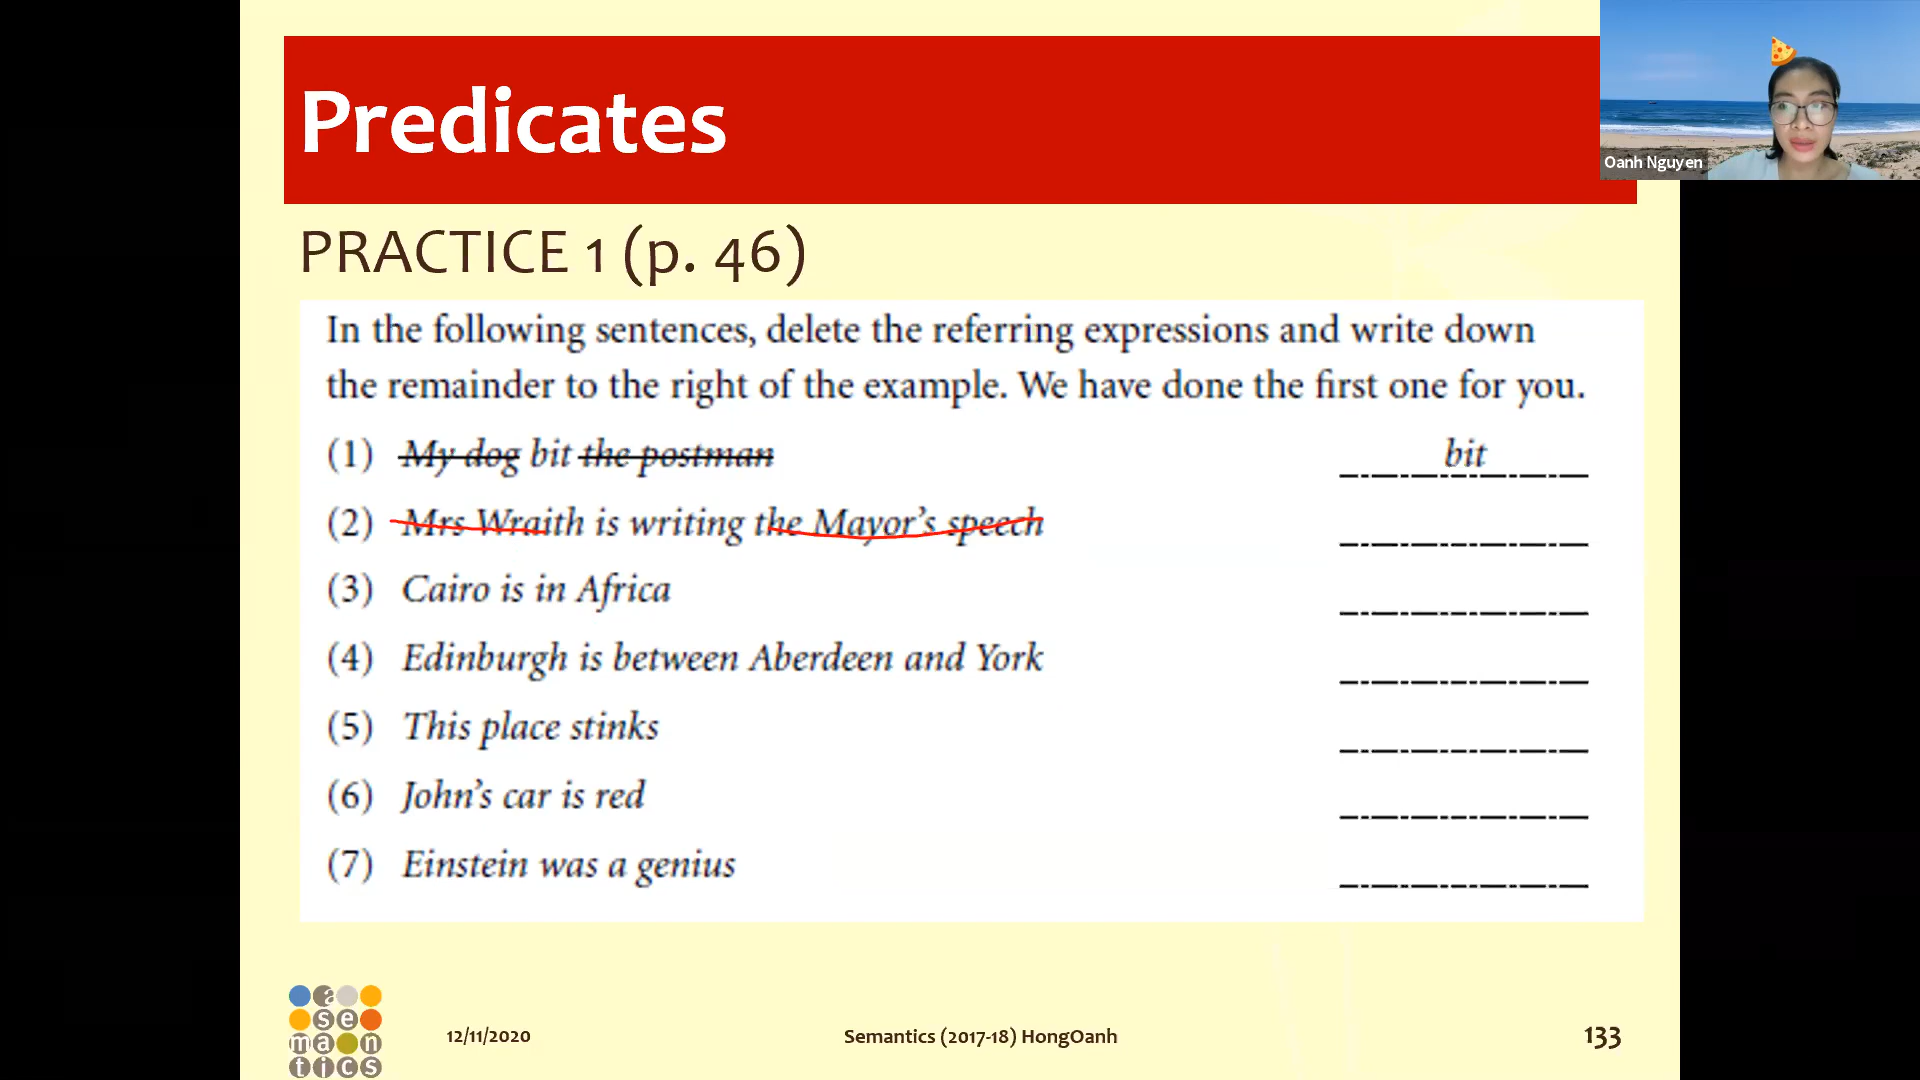 Predicates
Oanh Nguyen
PRACTICE 1 (p. 46)
In the following sentences, delete the referring expressions and write down
the remainder to the right of the example. We have done the first one for you.
(1) My dog bit the postman bit
(2) Mrs Wraith is writing the Mayor's speech
(3) Cairo is in Africa
(4) Edinburgh is between Aberdeen and York
(5) This place stinks
(6) John's car is red
(7) Einstein was a genius
a
se
man
tics
12/11/2020
Semantics (2017-18) HongOanh
133